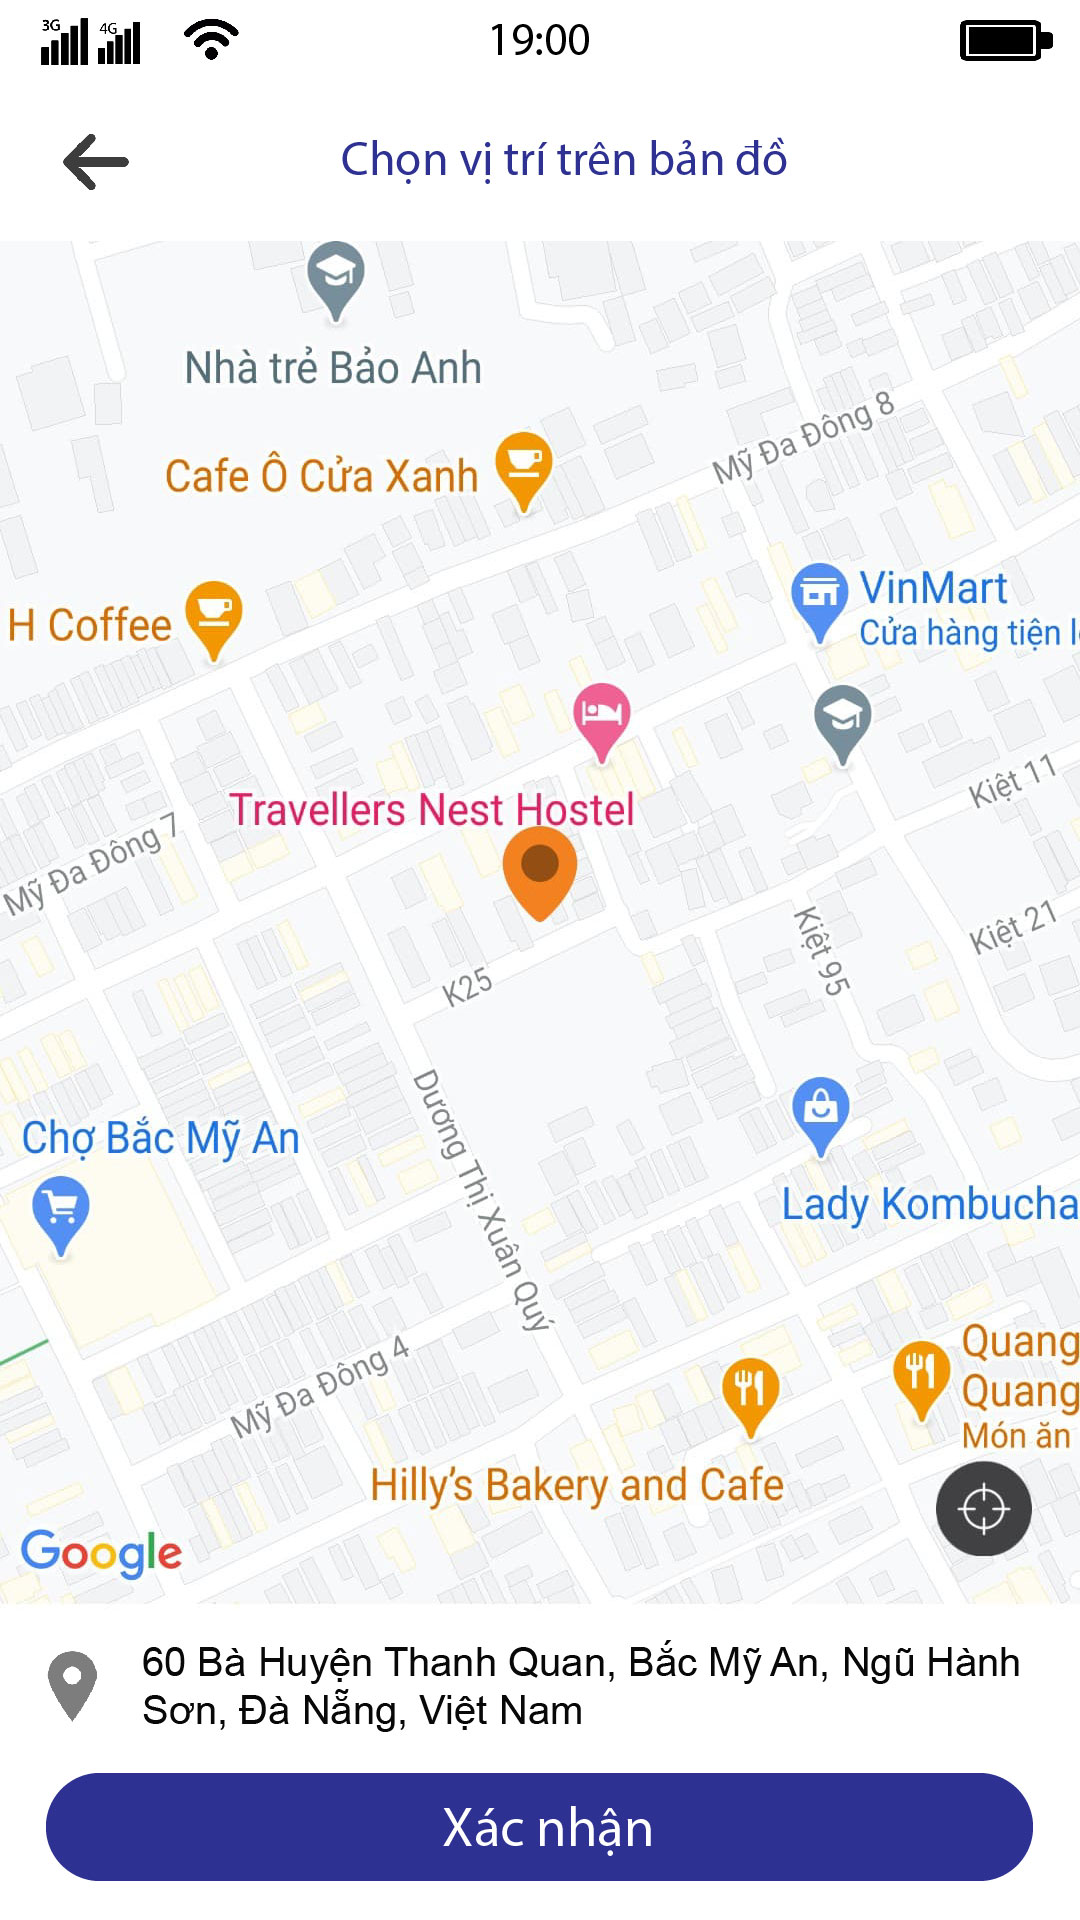 3G 4G 19:00
Chọn vị trí trên bản đồ
Nhà trẻ Bảo Anh
Mỹ Đa Đông 8
Cafe Ô Cửa Xanh
VinMart
Cửa hàng tiện
H Coffee
Kiệt 11
Travellers Nest Hostel
Mỹ Đa Đông 7
Kiệt 21
Kiệt 95
K25
Dương Thị Xuân Quý
Chợ Bắc Mỹ An
Lady Kombucha
Quang
Quang
Món ăn
Mỹ Đa Đông 4
Hilly's Bakery and Cafe
Google
60 Bà Huyện Thanh Quan, Bắc Mỹ An, Ngũ Hành
Sơn, Đà Nẵng, Việt Nam
Xác nhận